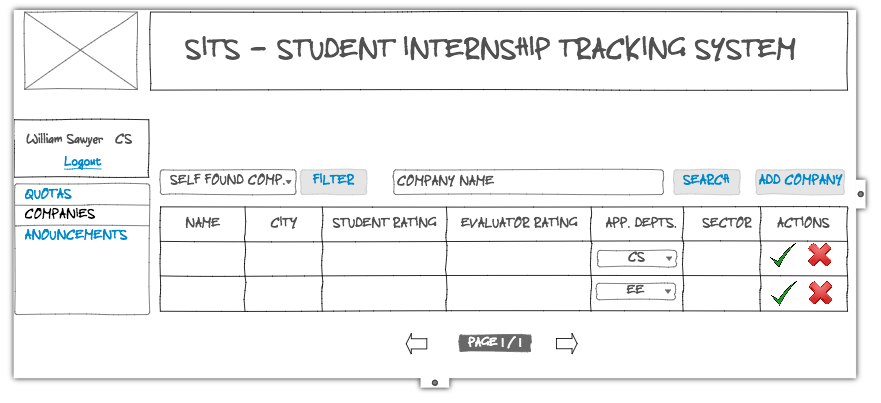 SITS - STUDENT INTERNSHIP TRACKING SYSTEM
William Sawyer CS
Logout
QUOTAS
COMPANIES
ANOUNCEMENTS
SELF FOUND COMP.
FILTER
COMPANY NAME
SEARCH
ADD COMPANY
NAME CITY STUDENT RATING EVALUATOR RATING APP. DEPTS. SECTOR ACTIONS
CS
EE
PAGE 1 / 1